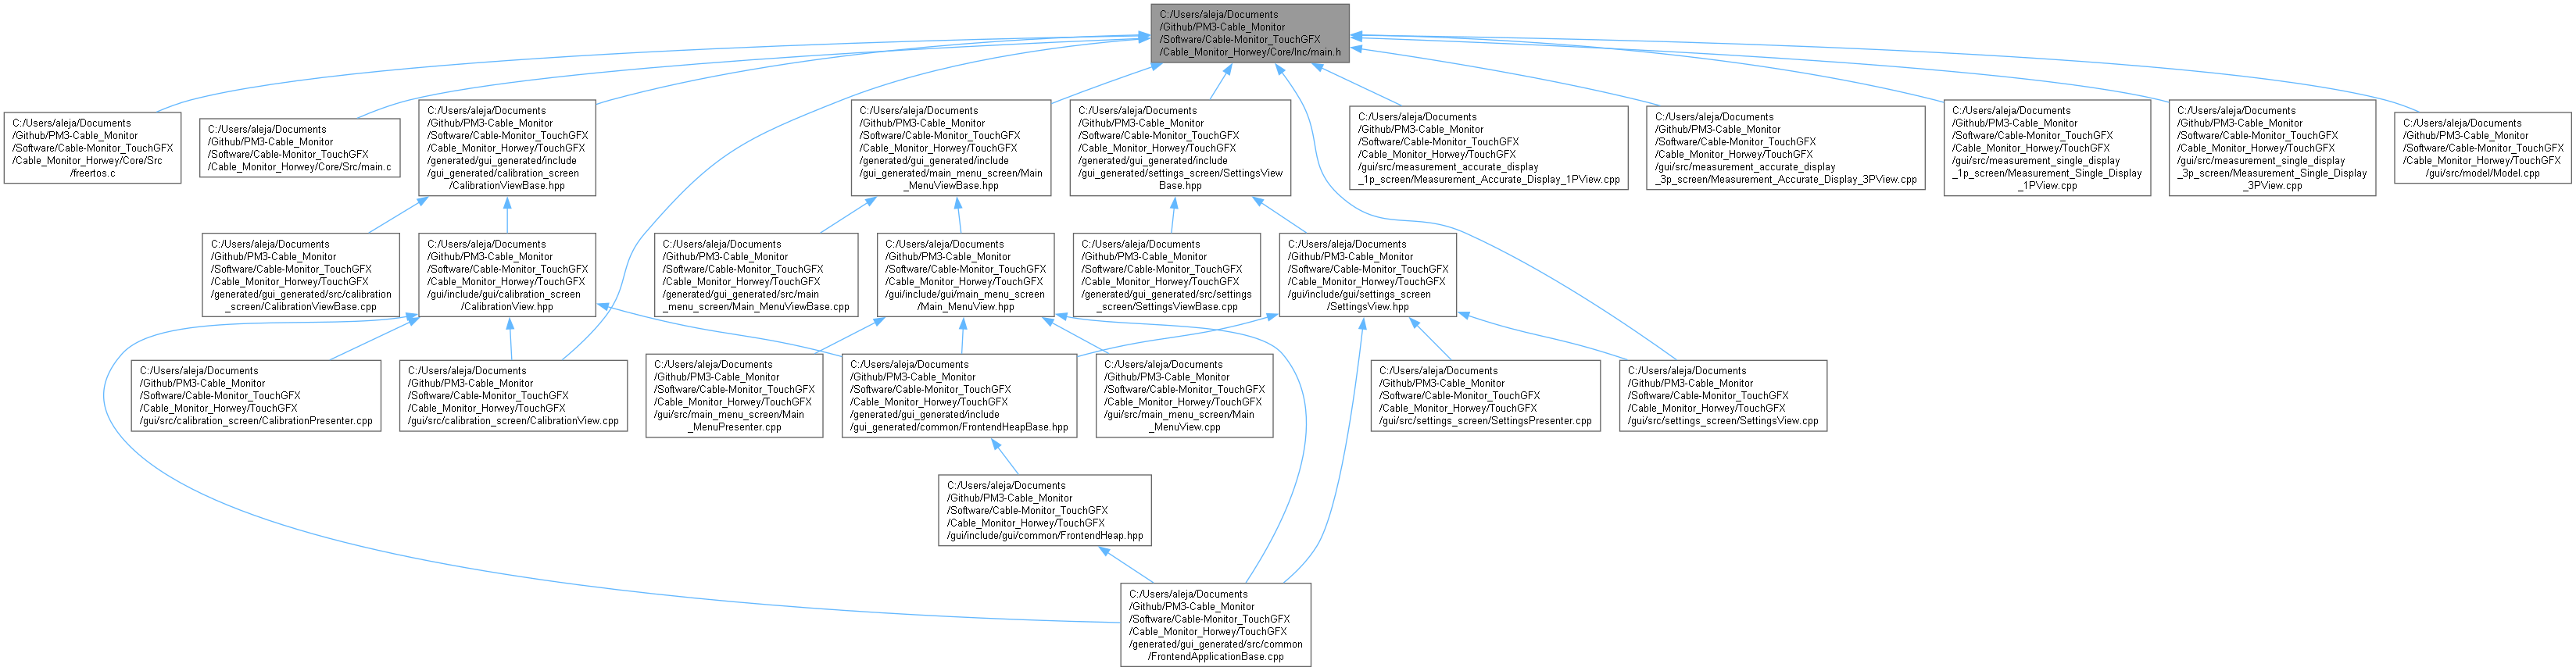 C:/Users/aleja/Documents
/Github/PM3-Cable_Monitor
/Software/Cable-Monitor_TouchGFX
/Cable_Monitor_Horwey/Core/Inc/main.h
C:/Users/aleja/Documents
/Github/PM3-Cable_Monitor
/Software/Cable-Monitor_TouchGFX
/Cable_Monitor_Horwey/Core/Src
/freertos.c
C:/Users/aleja/Documents
/Github/PM3-Cable_Monitor
/Software/Cable-Monitor_TouchGFX
/Cable_Monitor_Horwey/Core/Src/main.c
C:/Users/aleja/Documents
/Github/PM3-Cable_Monitor
/Software/Cable-Monitor_TouchGFX
/Cable_Monitor_Horwey/TouchGFX
/generated/gui_generated/include
/gui_generated/calibration_screen
/CalibrationViewBase.hpp
C:/Users/aleja/Documents
/Github/PM3-Cable_Monitor
/Software/Cable-Monitor_TouchGFX
/Cable_Monitor_Horwey/TouchGFX
/generated/gui_generated/include
/gui_generated/main_menu_screen/Main
_MenuViewBase.hpp
C:/Users/aleja/Documents
/Github/PM3-Cable_Monitor
/Software/Cable-Monitor_TouchGFX
/Cable_Monitor_Horwey/TouchGFX
/generated/gui_generated/include
/gui_generated/settings_screen/SettingsView
Base.hpp
C:/Users/aleja/Documents
/Github/PM3-Cable_Monitor
/Software/Cable-Monitor_TouchGFX
/Cable_Monitor_Horwey/TouchGFX
/gui/src/measurement_accurate_display
_1p_screen/Measurement_Accurate_Display_1PView.cpp
C:/Users/aleja/Documents
/Github/PM3-Cable_Monitor
/Software/Cable-Monitor_TouchGFX
/Cable_Monitor_Horwey/TouchGFX
/gui/src/measurement_accurate_display
_3p_screen/Measurement_Accurate_Display_3PView.cpp
C:/Users/aleja/Documents
/Github/PM3-Cable_Monitor
/Software/Cable-Monitor_TouchGFX
/Cable_Monitor_Horwey/TouchGFX
/gui/src/measurement_single_display
_1p_screen/Measurement_Single_Display
_1PView.cpp
C:/Users/aleja/Documents
/Github/PM3-Cable_Monitor
/Software/Cable-Monitor_TouchGFX
/Cable_Monitor_Horwey/TouchGFX
/gui/src/measurement_single_display
_3p_screen/Measurement_Single_Display
_3PView.cpp
C:/Users/aleja/Documents
/Github/PM3-Cable_Monitor
/Software/Cable-Monitor_TouchGFX
/Cable_Monitor_Horwey/TouchGFX
/gui/src/model/Model.cpp
C:/Users/aleja/Documents
/Github/PM3-Cable_Monitor
/Software/Cable-Monitor_TouchGFX
/Cable_Monitor_Horwey/TouchGFX
/generated/gui_generated/src/calibration
_screen/CalibrationViewBase.cpp
C:/Users/aleja/Documents
/Github/PM3-Cable_Monitor
/Software/Cable-Monitor_TouchGFX
/Cable_Monitor_Horwey/TouchGFX
/gui/include/gui/calibration_screen
/CalibrationView.hpp
C:/Users/aleja/Documents
/Github/PM3-Cable_Monitor
/Software/Cable-Monitor_TouchGFX
/Cable_Monitor_Horwey/TouchGFX
/generated/gui_generated/src/main
_menu_screen/Main_MenuViewBase.cpp
C:/Users/aleja/Documents
/Github/PM3-Cable_Monitor
/Software/Cable-Monitor_TouchGFX
/Cable_Monitor_Horwey/TouchGFX
/gui/include/gui/main_menu_screen
/Main_MenuView.hpp
C:/Users/aleja/Documents
/Github/PM3-Cable_Monitor
/Software/Cable-Monitor_TouchGFX
/Cable_Monitor_Horwey/TouchGFX
/generated/gui_generated/src/settings
_screen/SettingsViewBase.cpp
C:/Users/aleja/Documents
/Github/PM3-Cable_Monitor
/Software/Cable-Monitor_TouchGFX
/Cable_Monitor_Horwey/TouchGFX
/gui/include/gui/settings_screen
/SettingsView.hpp
C:/Users/aleja/Documents
/Github/PM3-Cable_Monitor
/Software/Cable-Monitor_TouchGFX
/Cable_Monitor_Horwey/TouchGFX
/gui/src/calibration_screen/CalibrationPresenter.cpp
C:/Users/aleja/Documents
/Github/PM3-Cable_Monitor
/Software/Cable-Monitor_TouchGFX
/Cable_Monitor_Horwey/TouchGFX
/gui/src/calibration_screen/CalibrationView.cpp
C:/Users/aleja/Documents
/Github/PM3-Cable_Monitor
/Software/Cable-Monitor_TouchGFX
/Cable_Monitor_Horwey/TouchGFX
/gui/src/main_menu_screen/Main
_MenuPresenter.cpp
C:/Users/aleja/Documents
/Github/PM3-Cable_Monitor
/Software/Cable-Monitor_TouchGFX
/Cable_Monitor_Horwey/TouchGFX
/generated/gui_generated/include
/gui_generated/common/FrontendHeapBase.hpp
C:/Users/aleja/Documents
/Github/PM3-Cable_Monitor
/Software/Cable-Monitor_TouchGFX
/Cable_Monitor_Horwey/TouchGFX
/gui/src/main_menu_screen/Main
_MenuView.cpp
C:/Users/aleja/Documents
/Github/PM3-Cable_Monitor
/Software/Cable-Monitor_TouchGFX
/Cable_Monitor_Horwey/TouchGFX
/gui/src/settings_screen/SettingsPresenter.cpp
C:/Users/aleja/Documents
/Github/PM3-Cable_Monitor
/Software/Cable-Monitor_TouchGFX
/Cable_Monitor_Horwey/TouchGFX
/gui/src/settings_screen/SettingsView.cpp
C:/Users/aleja/Documents
/Github/PM3-Cable_Monitor
/Software/Cable-Monitor_TouchGFX
/Cable_Monitor_Horwey/TouchGFX
/gui/include/gui/common/FrontendHeap.hpp
C:/Users/aleja/Documents
/Github/PM3-Cable_Monitor
/Software/Cable-Monitor_TouchGFX
/Cable_Monitor_Horwey/TouchGFX
/generated/gui_generated/src/common
/FrontendApplicationBase.cpp